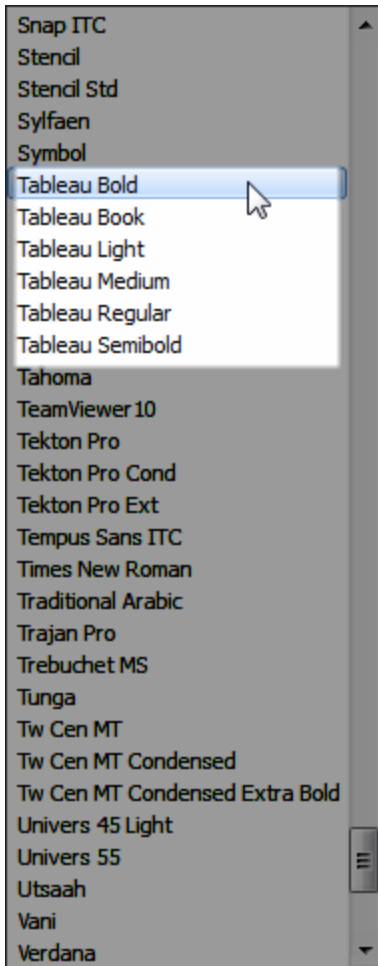 Snap ITC
Stencil
Stencil Std
Sylfaen
Symbol
Tableau Bold
Tableau Book
Tableau Light
Tableau Medium
Tableau Regular
Tableau Semibold
Tahoma
TeamViewer10
Tekton Pro
Tekton Pro Cond
Tekton Pro Ext
Tempus Sans ITC
Times New Roman
Traditional Arabic
Trajan Pro
Trebuchet MS
Tunga
Tw Cen MT
Tw Cen MT Condensed
Tw Cen MT Condensed Extra Bold
Univers 45 Light
Univers 55
Utsaah
Vani
Verdana